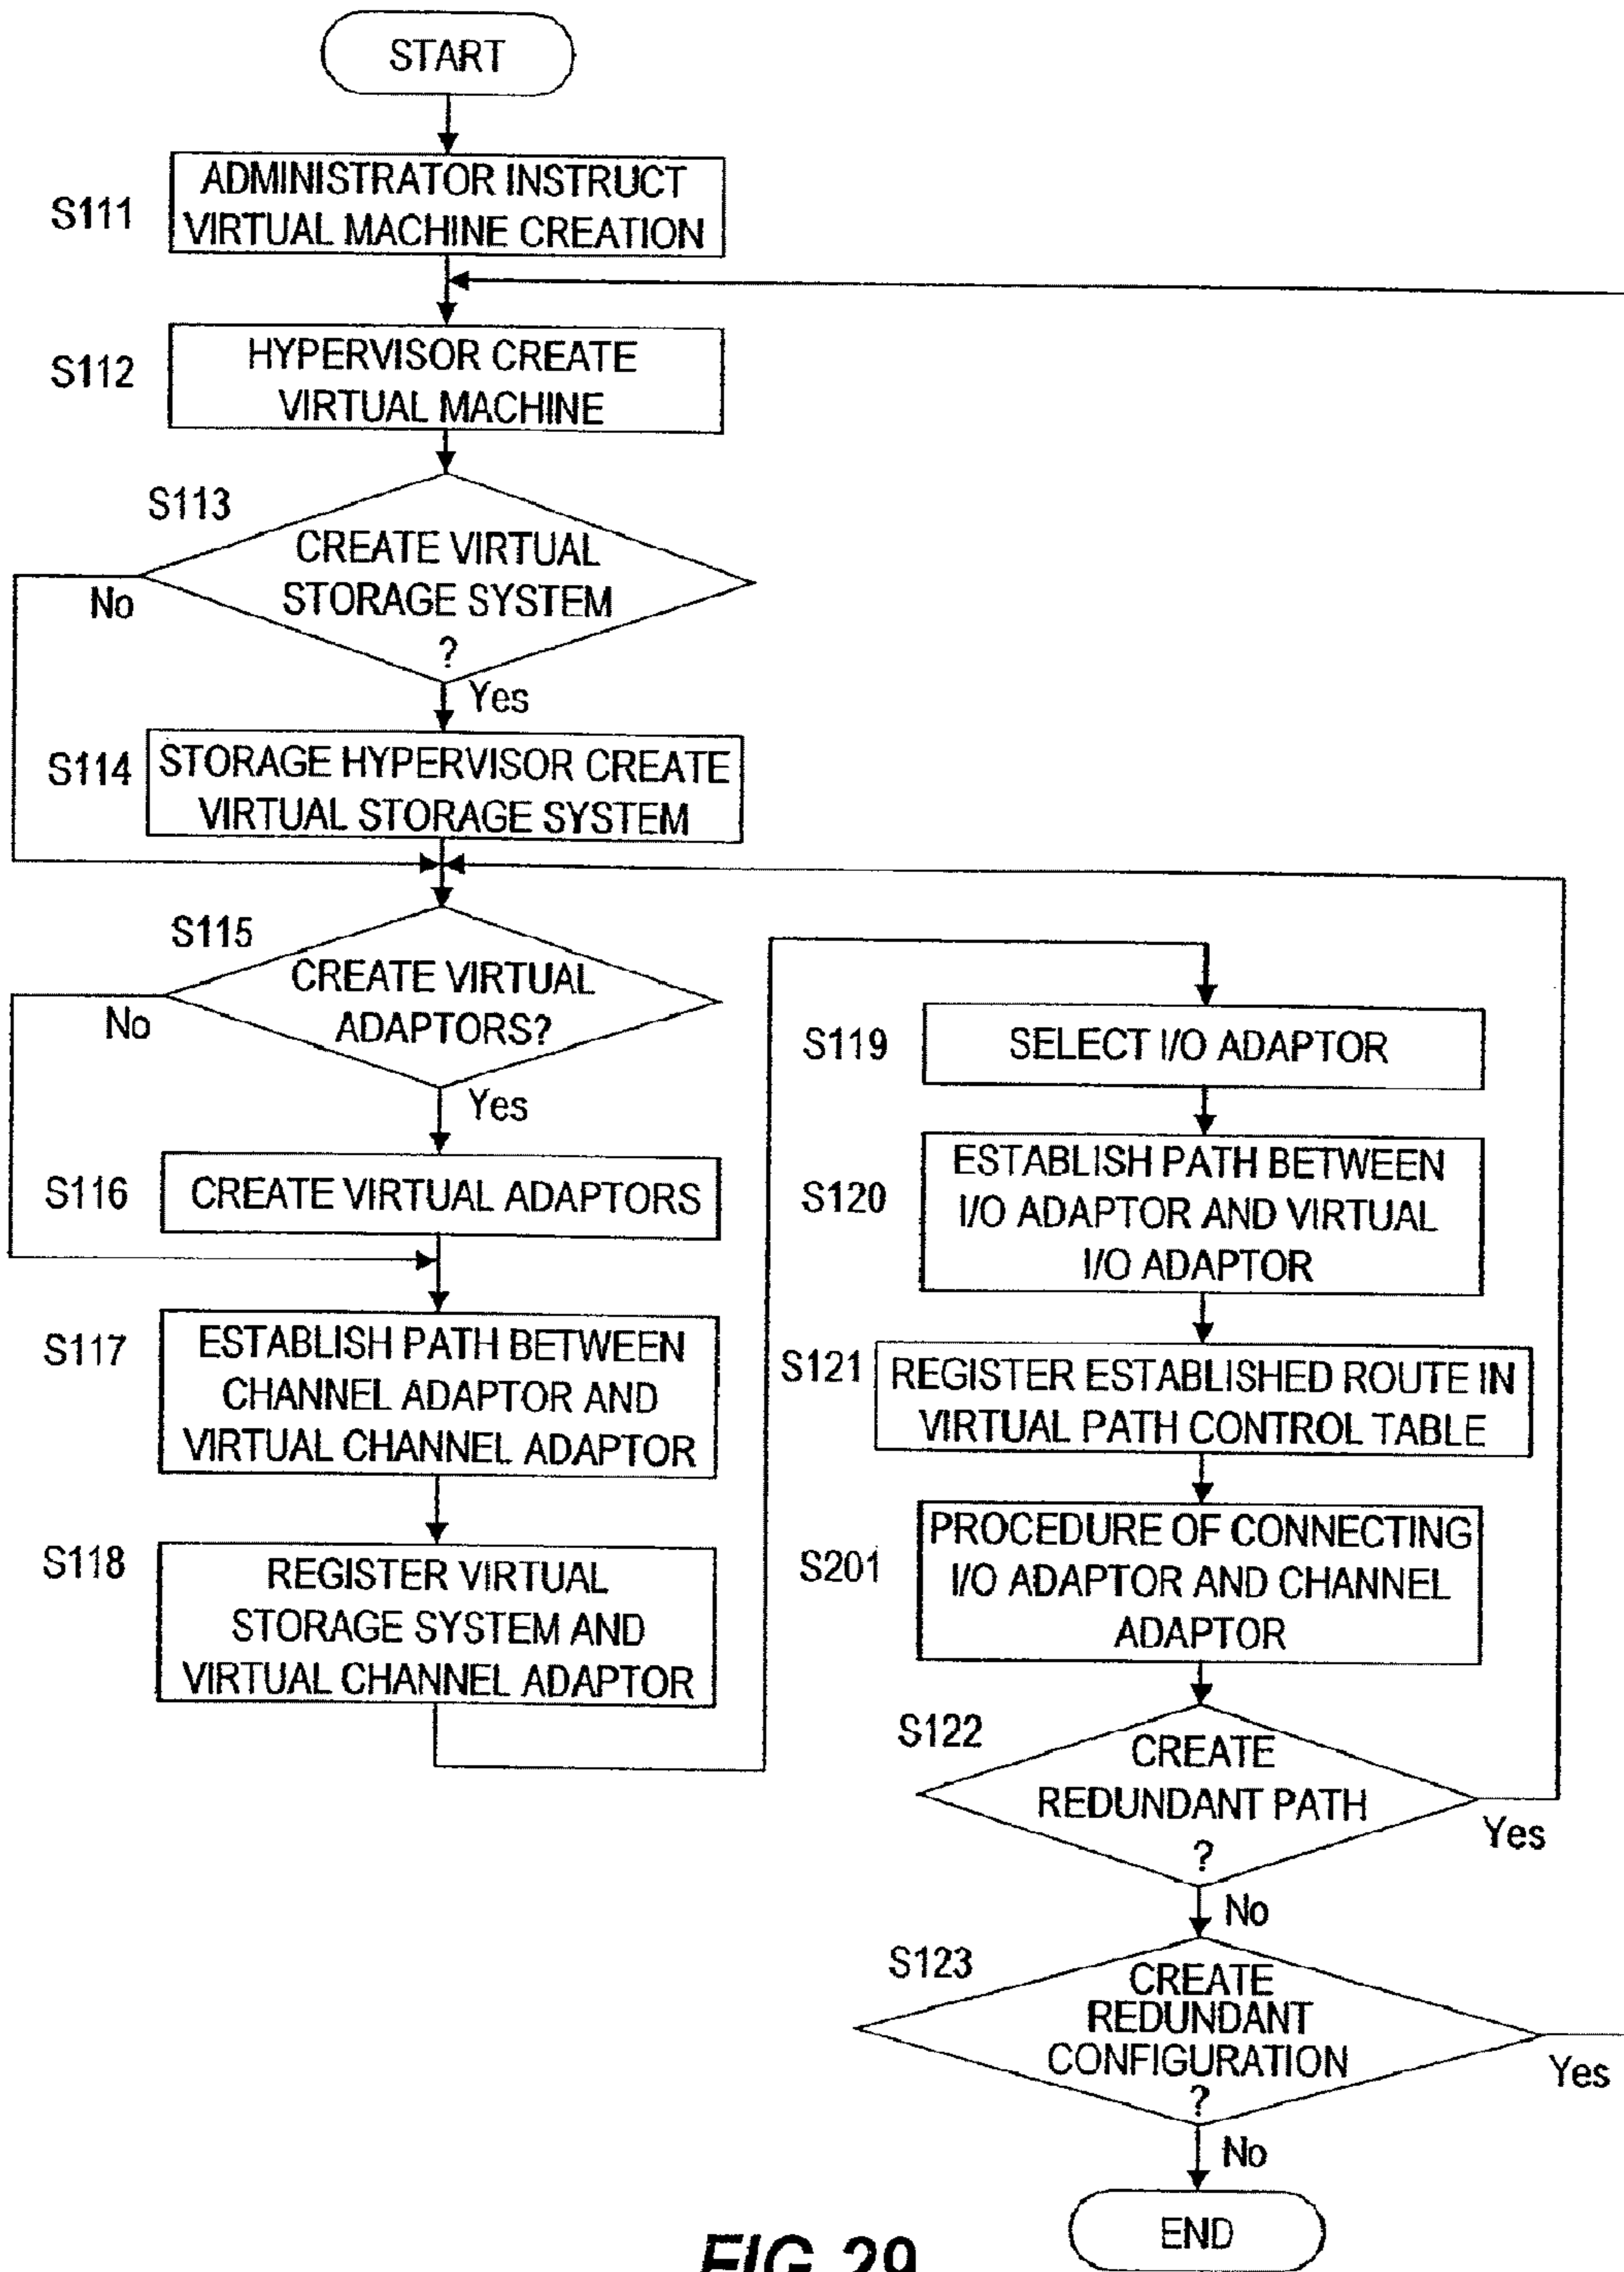 START
S111
ADMINISTRATOR INSTRUCT
VIRTUAL MACHINE CREATION
S112
HYPERVISOR CREATE
VIRTUAL MACHINE
S113
CREATE VIRTUAL
STORAGE SYSTEM
?
No
Yes
S114
STORAGE HYPERVISOR CREATE
VIRTUAL STORAGE SYSTEM
S115
CREATE VIRTUAL
ADAPTORS?
No
Yes
S116
CREATE VIRTUAL ADAPTORS
S117
ESTABLISH PATH BETWEEN
CHANNEL ADAPTOR AND
VIRTUAL CHANNEL ADAPTOR
S118
REGISTER VIRTUAL
STORAGE SYSTEM AND
VIRTUAL CHANNEL ADAPTOR
S119
SELECT I/O ADAPTOR
S120
ESTABLISH PATH BETWEEN
I/O ADAPTOR AND VIRTUAL
I/O ADAPTOR
S121
REGISTER ESTABLISHED ROUTE IN
VIRTUAL PATH CONTROL TABLE
S201
PROCEDURE OF CONNECTING
I/O ADAPTOR AND CHANNEL
ADAPTOR
S122
CREATE
REDUNDANT PATH
?
Yes
No
S123
CREATE
REDUNDANT
CONFIGURATION
?
Yes
No
END
FIG.29